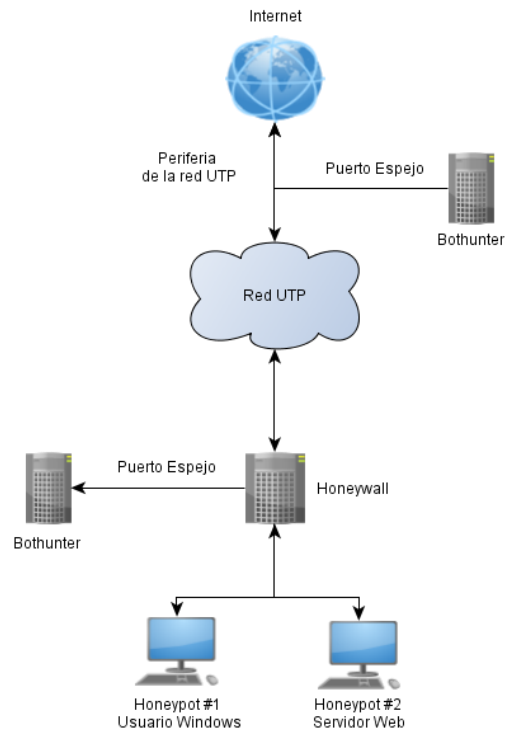 Internet
Periferia
de la red UTP
Puerto Espejo
Bothunter
Red UTP
Puerto Espejo
Honeywall
Bothunter
Honeypot #1
Usuario Windows
Honeypot #2
Servidor Web